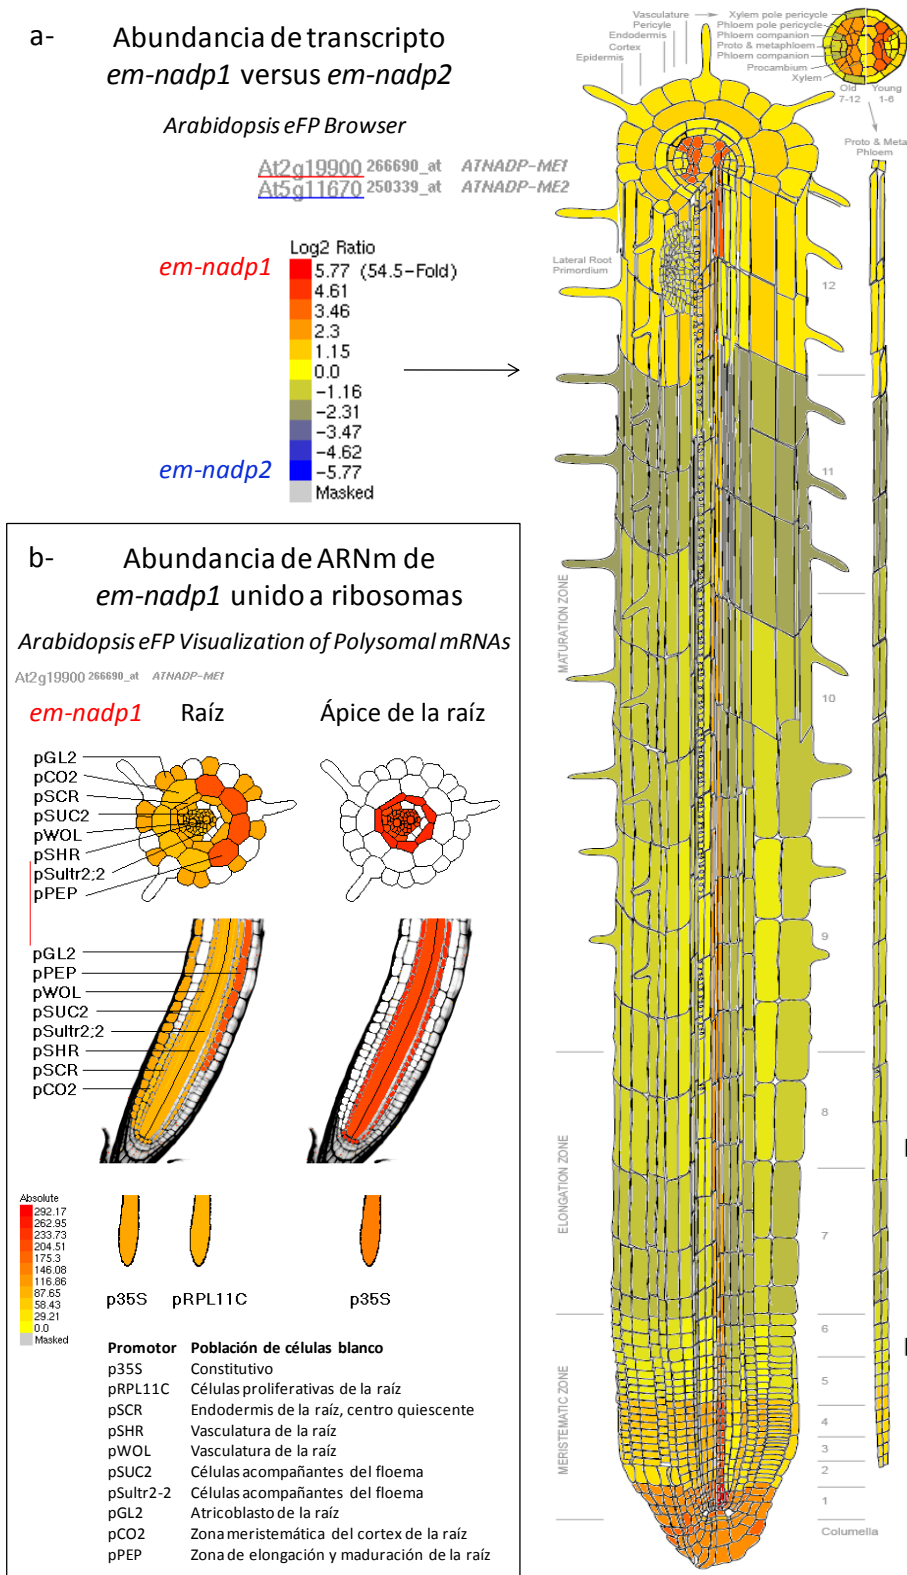 a-
Abundancia de transcripto
em-nadp1 versus em-nadp2
Arabidopsis eFP Browser
At2g19900 266690_at ATNADP-ME1
At5g11670 250339_at ATNADP-ME2
Log2 Ratio
em-nadp1
5.77 (54.5-Fold)
4.61
3.46
2.3
1.15
0.0
-1.16
-2.31
-3.47
-4.62
em-nadp2
-5.77
Masked
Vasculature
Pericycle
Endodermis
Cortex
Epidermis
Xylem pole pericycle
Phloem pole pericycle
Phloem companion
Proto & metaphloem
Phloem companion
Procambium
Xylem
Old
7-12
Young
1-6
Proto & Meta
Phloem
Lateral Root
Primordium
12
11
10
9
8
7
6
5
4
3
2
1
Columella
MATURATION ZONE
ELONGATION ZONE
MERISTEMATIC ZONE
b-
Abundancia de ARNm de
em-nadp1 unido a ribosomas
Arabidopsis eFP Visualization of Polysomal mRNAs
At2g19900 266690_at ATNADP-ME1
em-nadp1
Raíz
Ápice de la raíz
pGL2
pCO2
pSCR
pSUC2
pWOL
pSHR
pSultr2;2
pPEP
pGL2
pPEP
pWOL
pSUC2
pSultr2;2
pSHR
pSCR
pCO2
Absolute
292.17
262.95
233.73
204.51
175.3
146.08
116.86
87.65
58.43
29.21
0.0
Masked
p35S
pRPL11C
p35S
Promotor Población de células blanco
p35S Constitutivo
pRPL11C Células proliferativas de la raíz
pSCR Endodermis de la raíz, centro quiescente
pSHR Vasculatura de la raíz
pWOL Vasculatura de la raíz
pSUC2 Células acompañantes del floema
pSultr2-2 Células acompañantes del floema
pGL2 Atricoblasto de la raíz
pCO2 Zona meristemática del cortex de la raíz
pPEP Zona de elongación y maduración de la raíz